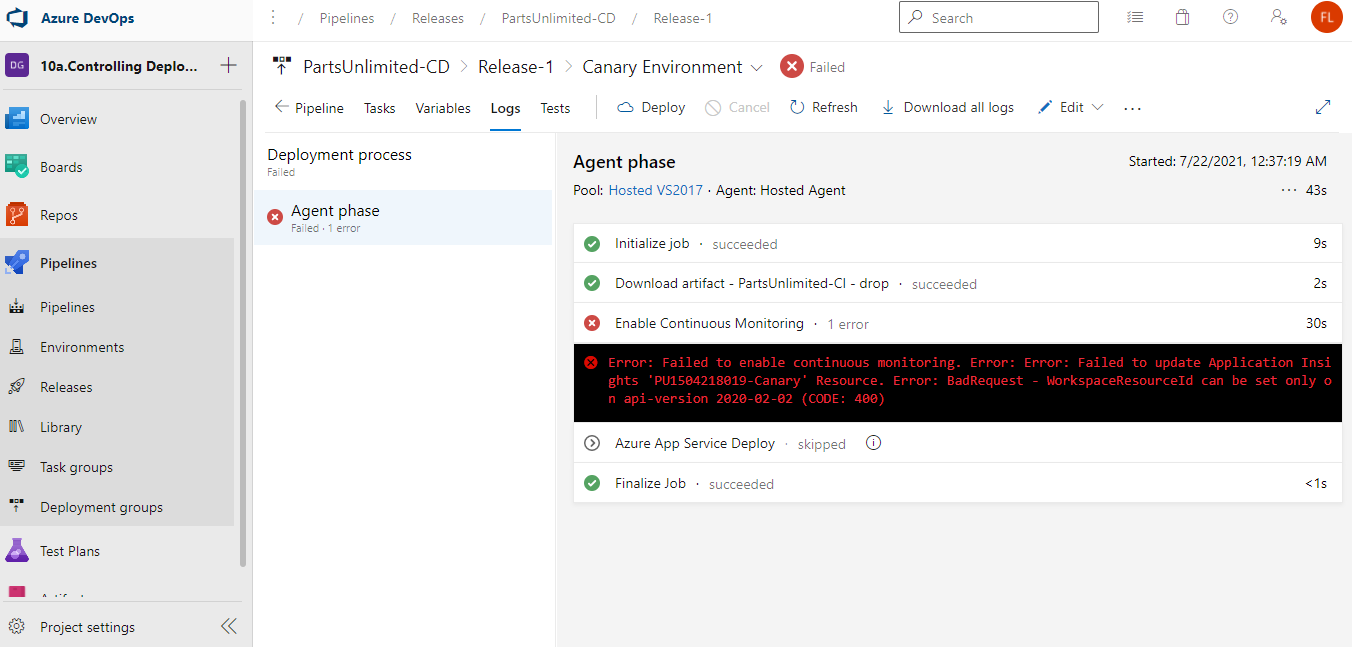 Azure DevOps
/ Pipelines / Releases / PartsUnlimited-CD / Release-1
Search
FL
DG
10a.Controlling Deplo...
Overview
Boards
Repos
Pipelines
Pipelines
Environments
Releases
Library
Task groups
Deployment groups
Test Plans
Project settings
PartsUnlimited-CD > Release-1 > Canary Environment
Failed
Pipeline
Tasks
Variables
Logs
Tests
Deploy
Cancel
Refresh
Download all logs
Edit
...
Deployment process
Failed
Agent phase
Failed · 1 error
Agent phase
Started: 7/22/2021, 12:37:19 AM
Pool: Hosted VS2017 · Agent: Hosted Agent
... 43s
Initialize job · succeeded
9s
Download artifact - PartsUnlimited-CI - drop · succeeded
2s
Enable Continuous Monitoring · 1 error
30s
Error: Failed to enable continuous monitoring. Error: Error: Failed to update Application Insi
ghts 'PU1504218019-Canary' Resource. Error: BadRequest - WorkspaceResourceId can be set only o
n api-version 2020-02-02 (CODE: 400)
Azure App Service Deploy · skipped
Finalize Job · succeeded
<1s